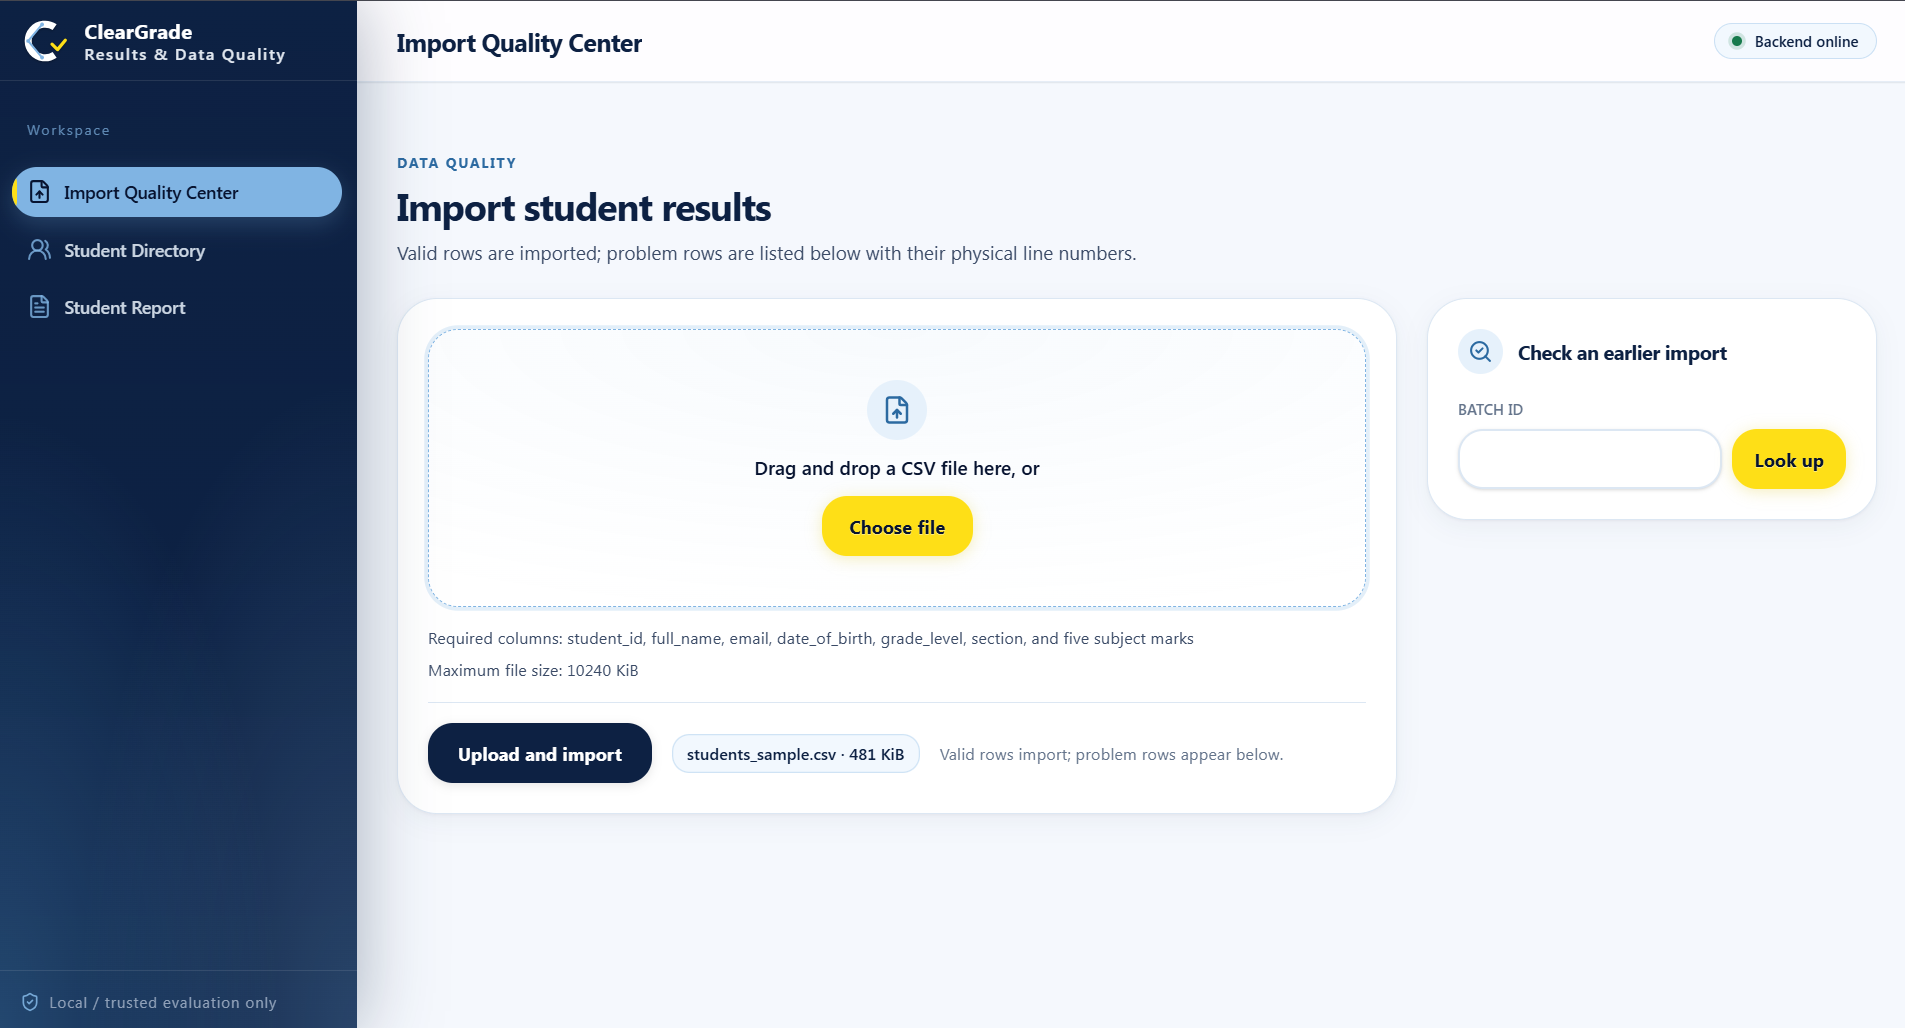 ClearGrade
Results & Data Quality
Workspace
Import Quality Center
Student Directory
Student Report
Local / trusted evaluation only
Import Quality Center
Backend online
DATA QUALITY
Import student results
Valid rows are imported; problem rows are listed below with their physical line numbers.
Drag and drop a CSV file here, or
Choose file
Required columns: student_id, full_name, email, date_of_birth, grade_level, section, and five subject marks
Maximum file size: 10240 KiB
Upload and import
students_sample.csv · 481 KiB
Valid rows import; problem rows appear below.
Check an earlier import
BATCH ID
Look up